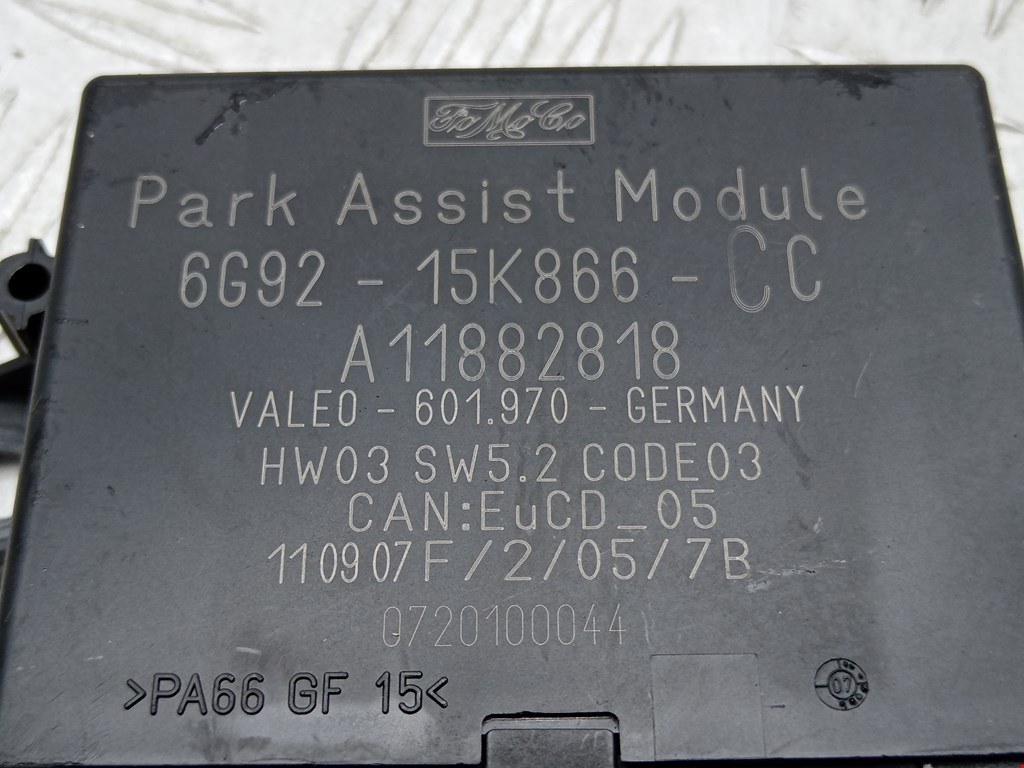 FoMoCo
Park Assist Module
6G92 - 15K866 - CC
A11882818
VALEO - 601.970 - GERMANY
HW03 SW5.2 CODE03
CAN:EuCD_05
110907F/2/05/7B
0720100044
>PA66 GF 15<
07